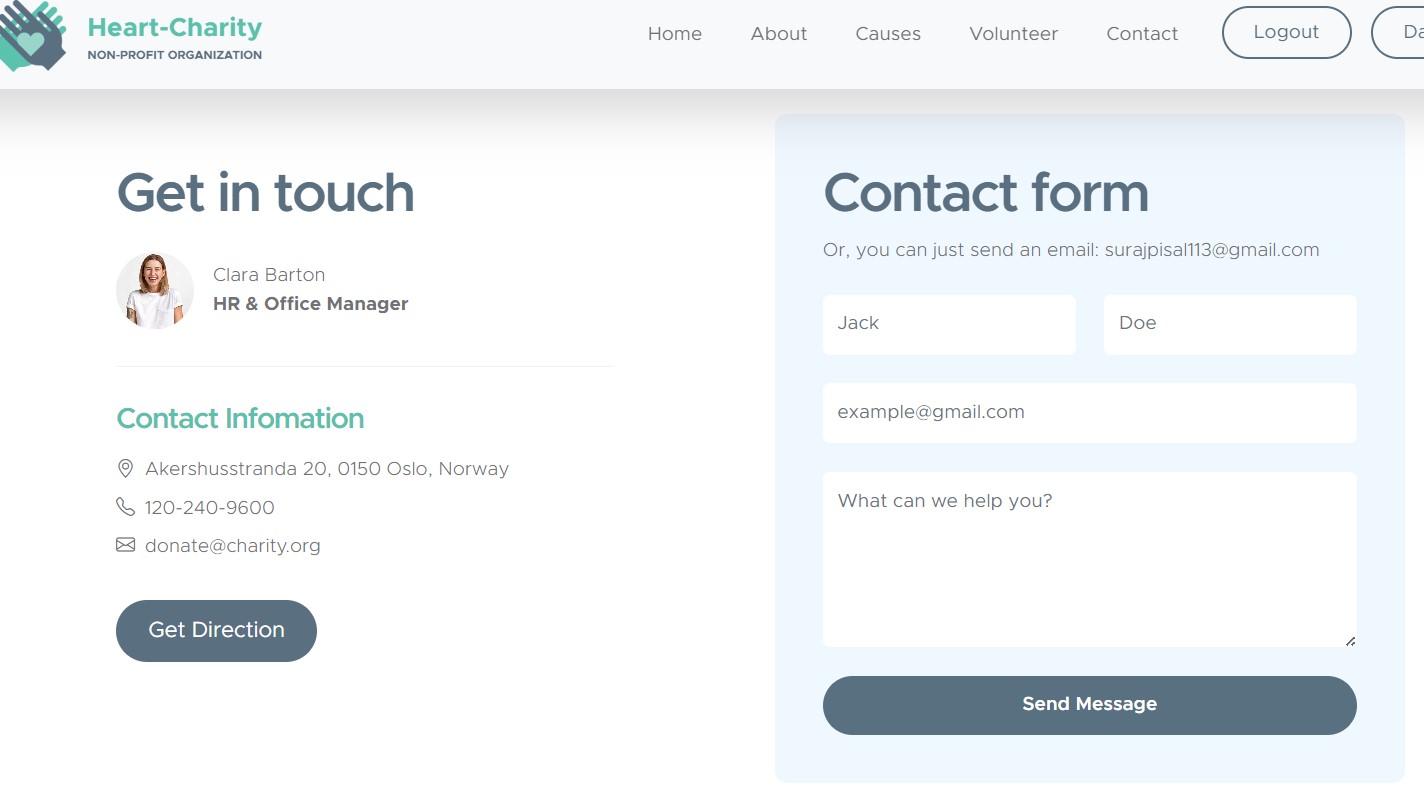 Heart-Charity
NON-PROFIT ORGANIZATION
Home About Causes Volunteer Contact Logout Da
Get in touch
Clara Barton
HR & Office Manager
Contact Infomation
Akershusstranda 20, 0150 Oslo, Norway
120-240-9600
donate@charity.org
Get Direction
Contact form
Or, you can just send an email: surajpisal113@gmail.com
Jack Doe
example@gmail.com
What can we help you?
Send Message